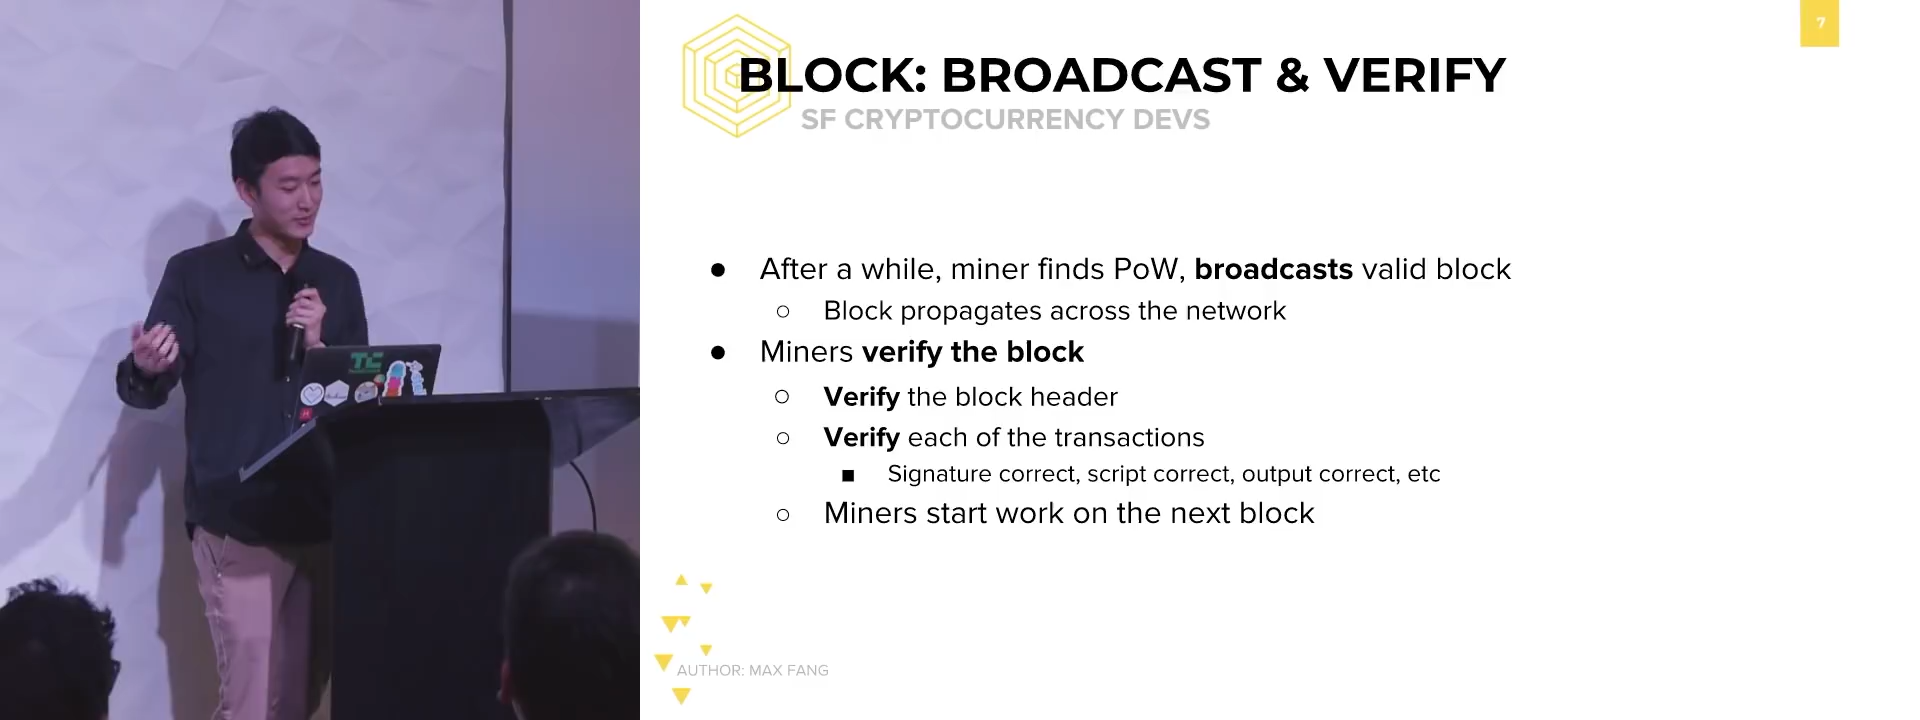 7
BLOCK: BROADCAST & VERIFY
SF CRYPTOCURRENCY DEVS
● After a while, miner finds PoW, broadcasts valid block
○ Block propagates across the network
● Miners verify the block
○ Verify the block header
○ Verify each of the transactions
■ Signature correct, script correct, output correct, etc
○ Miners start work on the next block
AUTHOR: MAX FANG
TC